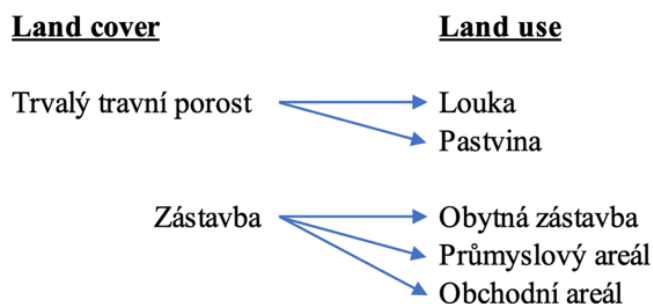 Land cover Land use
Trvalý travní porost Louka
Pastvina
Zástavba Obytná zástavba
Průmyslový areál
Obchodní areál